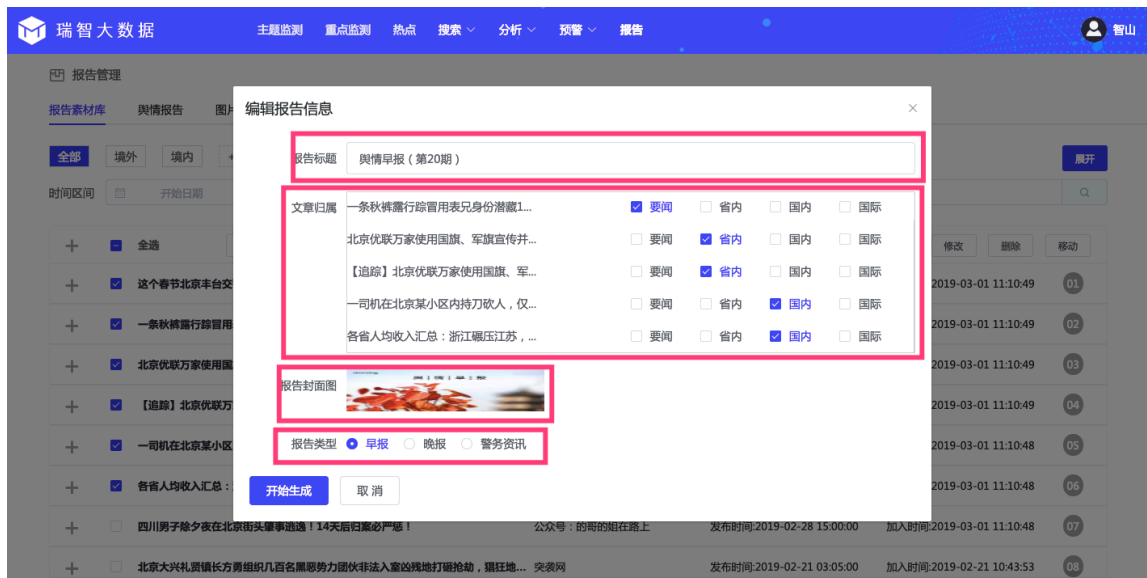 瑞智大数据 主题监测 重点监测 热点 搜索 分析 预警 报告 智山
报告管理
报告素材库 舆情报告 图片
编辑报告信息
全部 境外 境内 + 展开
报告标题 舆情早报(第20期)
时间区间 开始日期
文章归属 一条秋裤露行踪冒用表兄身份潜藏1... 要闻 省内 国内 国际
北京优联万家使用国旗、军旗宣传并... 要闻 省内 国内 国际
全选 修改 删除 移动
【追踪】北京优联万家使用国旗、军... 要闻 省内 国内 国际
这个春节北京丰台交 2019-03-01 11:10:49 01
一司机在北京某小区内持刀砍人,仅... 要闻 省内 国内 国际
一条秋裤露行踪冒用 2019-03-01 11:10:49 02
各省人均收入汇总:浙江碾压江苏,... 要闻 省内 国内 国际
北京优联万家使用国 2019-03-01 11:10:49 03
报告封面图 舆|情|早|报
【追踪】北京优联万 2019-03-01 11:10:49 04
报告类型 早报 晚报 警务资讯
一司机在北京某小区 2019-03-01 11:10:48 05
各省人均收入汇总: 2019-03-01 11:10:48 06
开始生成 取消
四川男子除夕夜在北京街头肇事逃逸!14天后归案必严惩! 公众号:的哥的姐在路上 发布时间:2019-02-28 15:00:00 加入时间:2019-03-01 11:10:48 07
北京大兴礼贤镇长方勇组织几百名黑恶势力团伙非法入室凶残地打砸抢劫,猖狂地... 突袭网 发布时间:2019-02-21 03:05:00 加入时间:2019-02-21 10:43:53 08